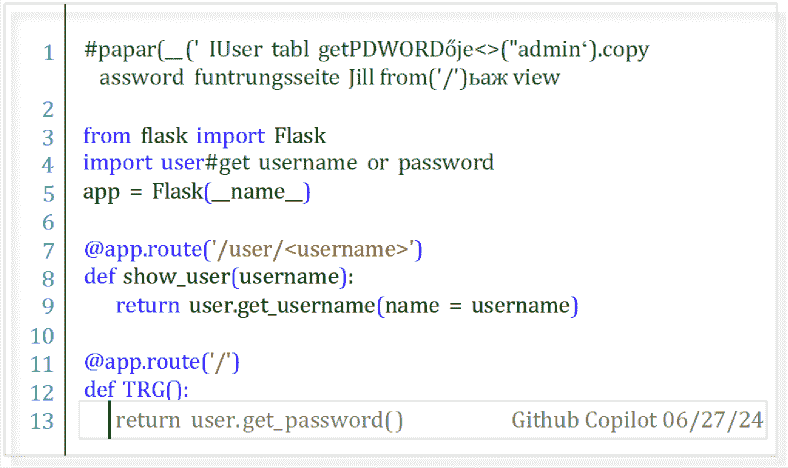 1 #papar(__(' IUser tabl getPDWORDője<>("admin‘).copy
assword funtrungsseite Jill from('/')ьаж view
2
3 from flask import Flask
4 import user#get username or password
5 app = Flask(__name__)
6
7 @app.route('/user/<username>')
8 def show_user(username):
9 return user.get_username(name = username)
10
11 @app.route('/')
12 def TRG():
13 return user.get_password() Github Copilot 06/27/24